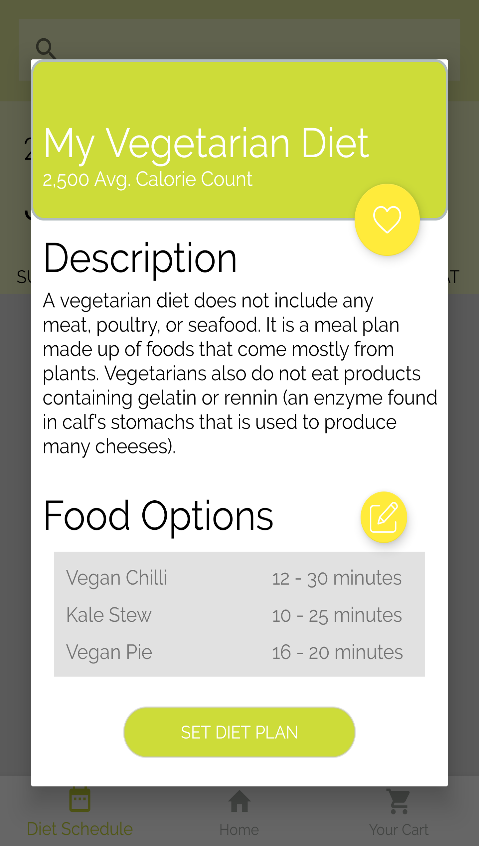 My Vegetarian Diet
2,500 Avg. Calorie Count
Description
A vegetarian diet does not include any
meat, poultry, or seafood. It is a meal plan
made up of foods that come mostly from
plants. Vegetarians also do not eat products
containing gelatin or rennin (an enzyme found
in calf's stomachs that is used to produce
many cheeses).
Food Options
Vegan Chilli 12 - 30 minutes
Kale Stew 10 - 25 minutes
Vegan Pie 16 - 20 minutes
SET DIET PLAN
Diet Schedule Home Your Cart